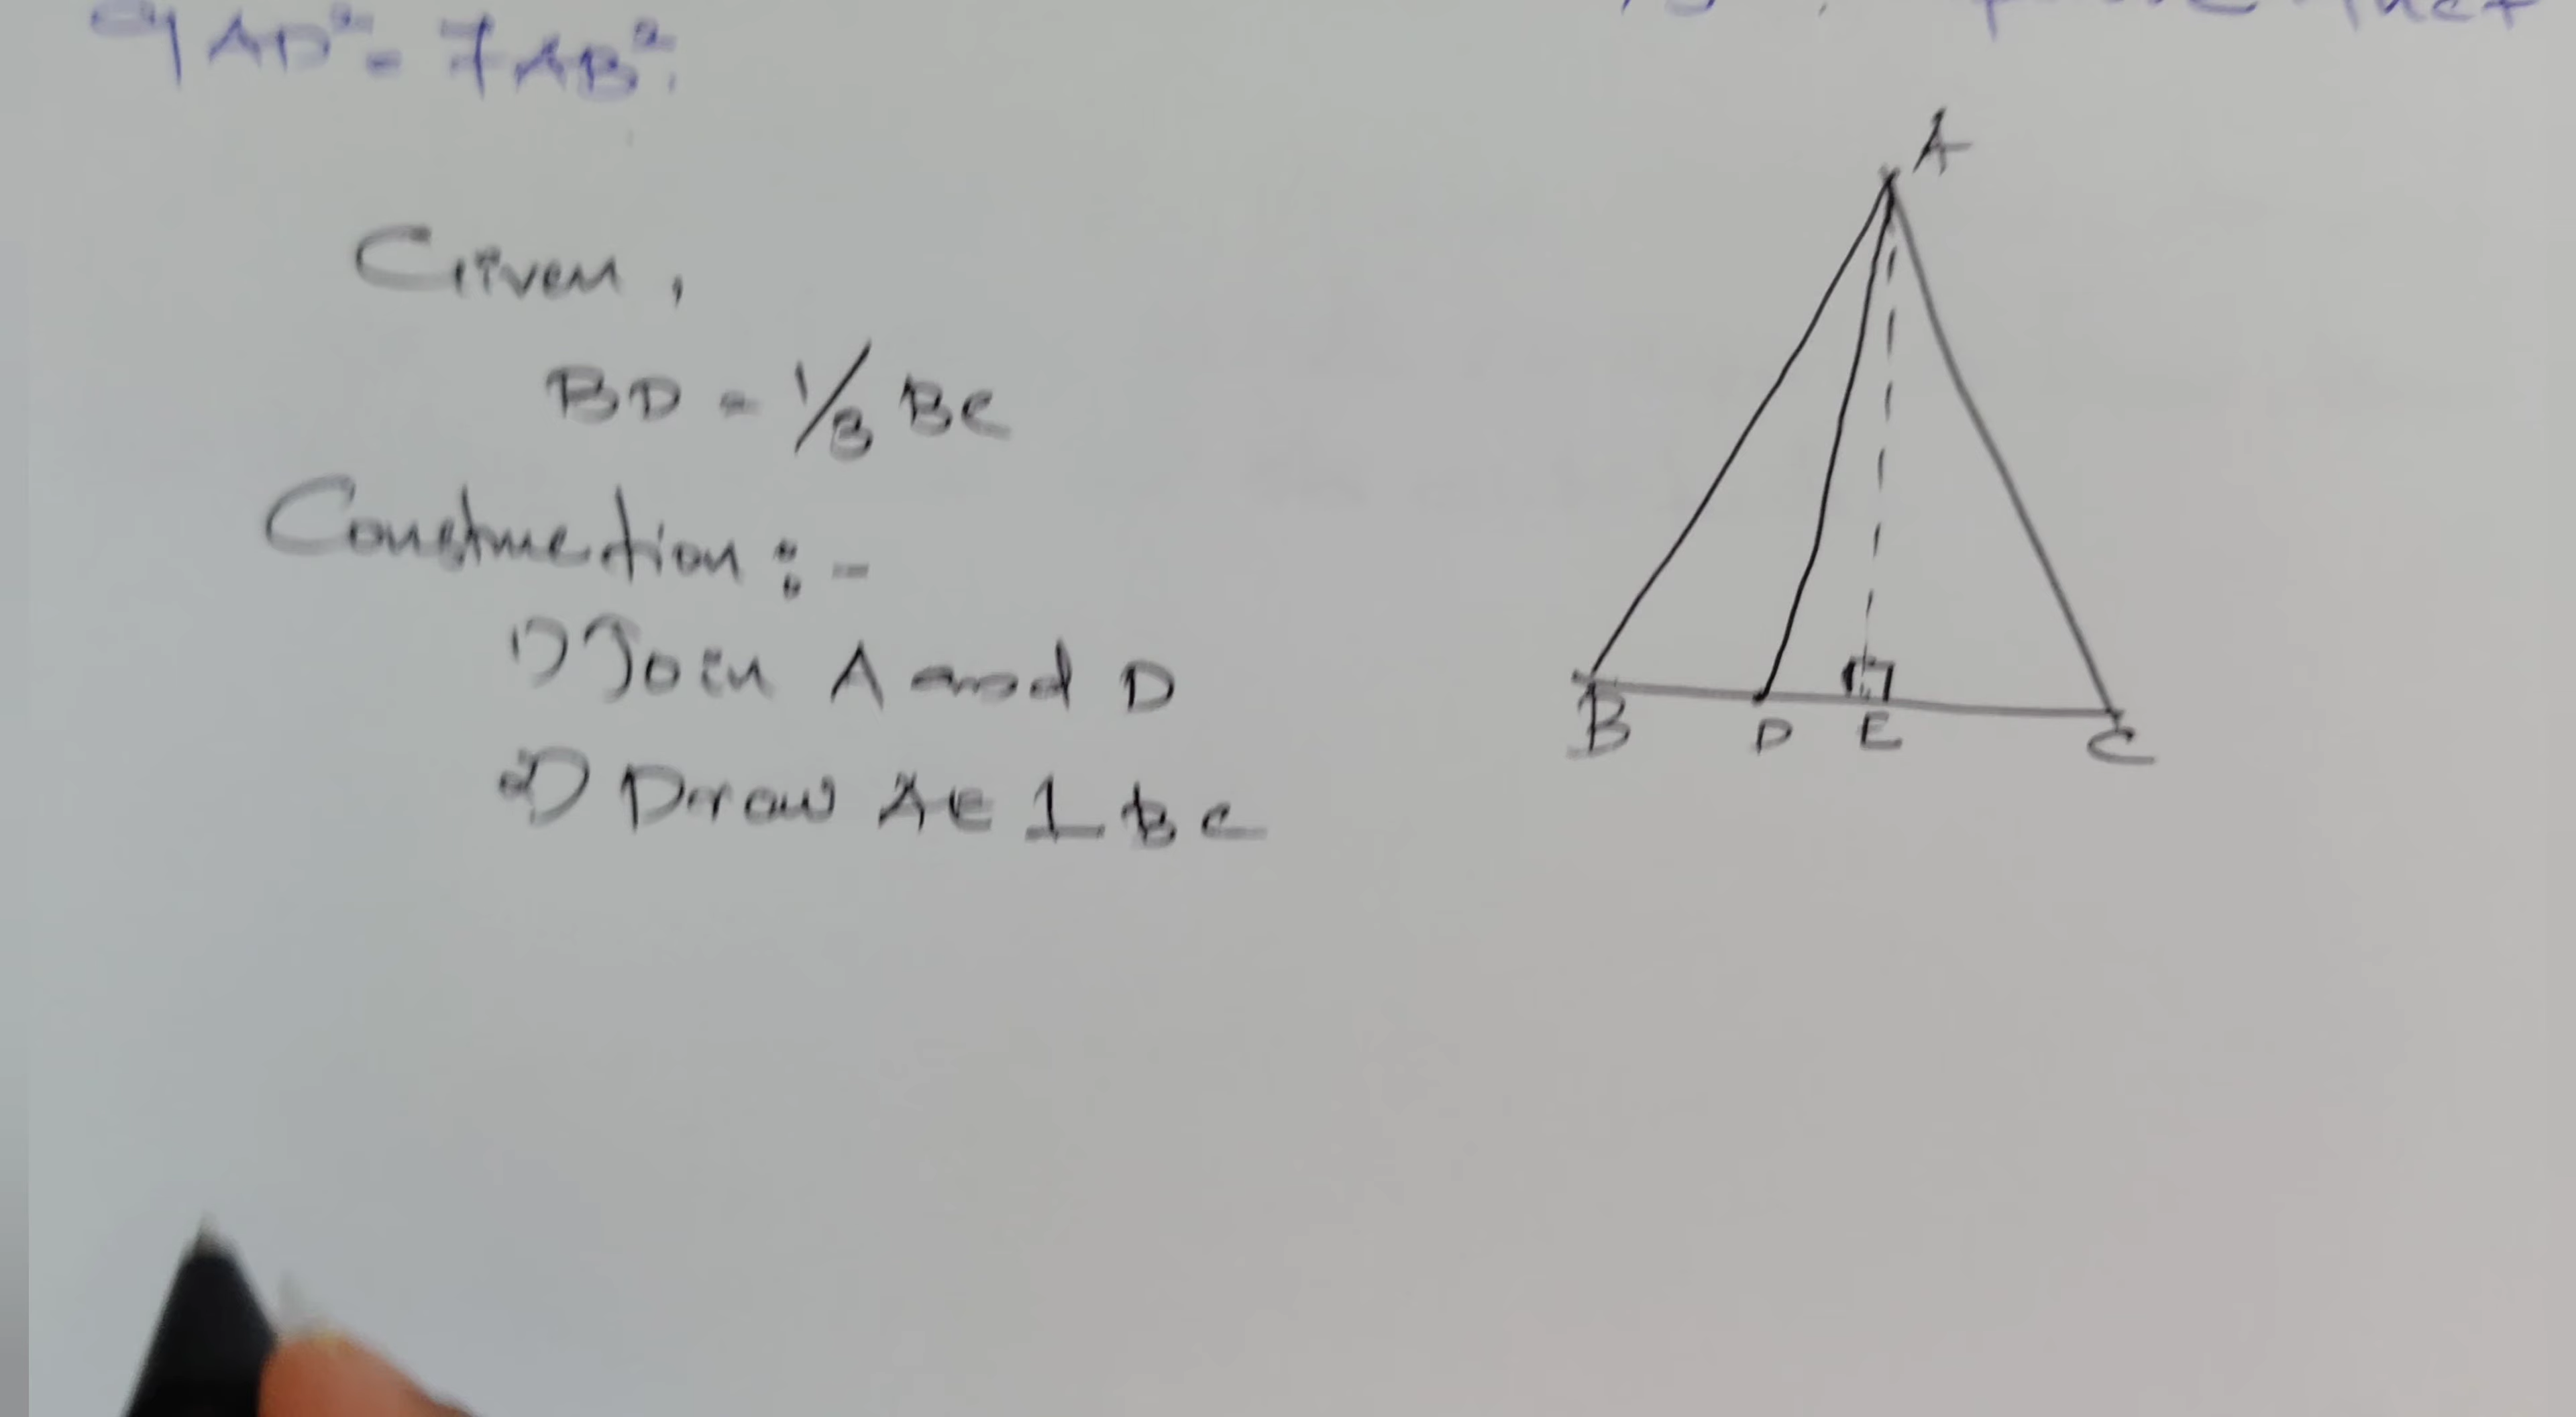 9AD² = 7AB².
Given,
BD = 1/3 BC
Construction :-
1) Join A and D
2) Draw AE ⊥ BC
A
B D E C